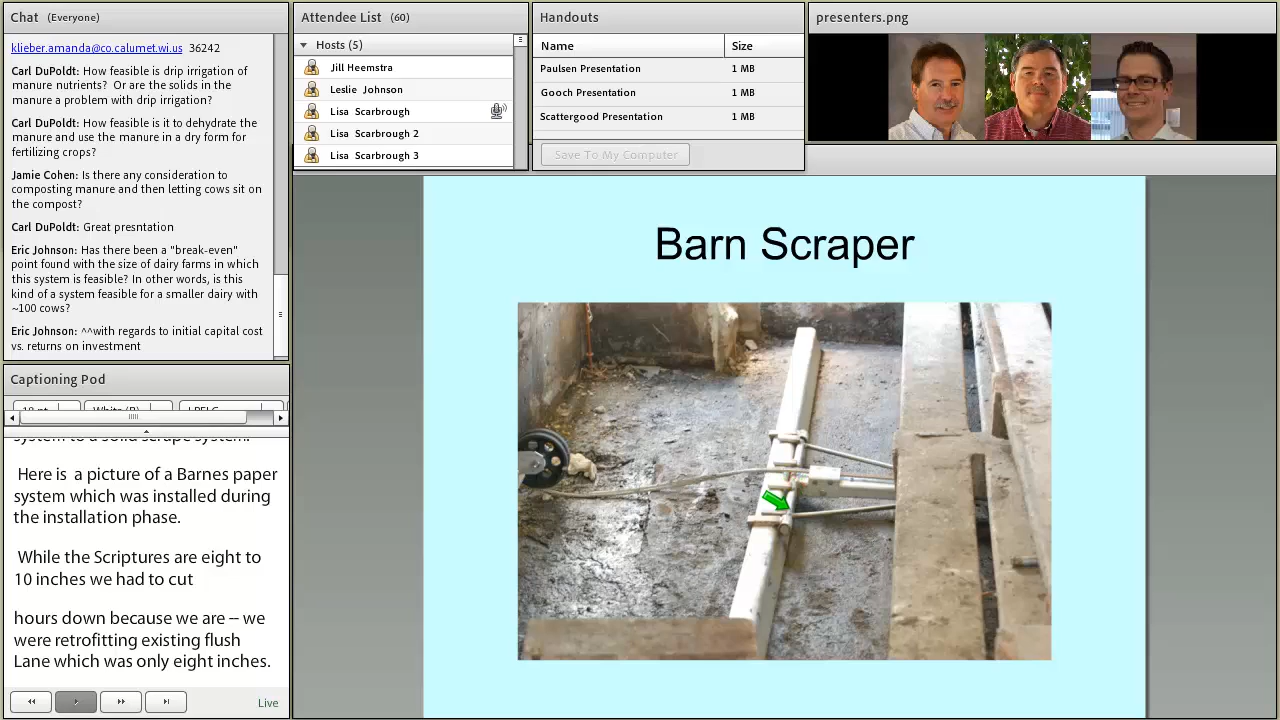 Chat (Everyone)
klieber.amanda@co.calumet.wi.us 36242
Carl DuPoldt: How feasible is drip irrigation of
manure nutrients? Or are the solids in the
manure a problem with drip irrigation?
Carl DuPoldt: How feasible is it to dehydrate the
manure and use the manure in a dry form for
fertilizing crops?
Jamie Cohen: Is there any consideration to
composting manure and then letting cows sit on
the compost?
Carl DuPoldt: Great presntation
Eric Johnson: Has there been a "break-even"
point found with the size of dairy farms in which
this system is feasible? In other words, is this
kind of a system feasible for a smaller dairy with
~100 cows?
Eric Johnson: ^^with regards to initial capital cost
vs. returns on investment
Captioning Pod
system to a solid scrape system.
Here is a picture of a Barnes paper
system which was installed during
the installation phase.
While the Scriptures are eight to
10 inches we had to cut
hours down because we are -- we
were retrofitting existing flush
Lane which was only eight inches.
Live
Attendee List (60)
Hosts (5)
Jill Heemstra
Leslie Johnson
Lisa Scarbrough
Lisa Scarbrough 2
Lisa Scarbrough 3
Handouts
Name Size
Paulsen Presentation 1 MB
Gooch Presentation 1 MB
Scattergood Presentation 1 MB
Save To My Computer
presenters.png
Barn Scraper